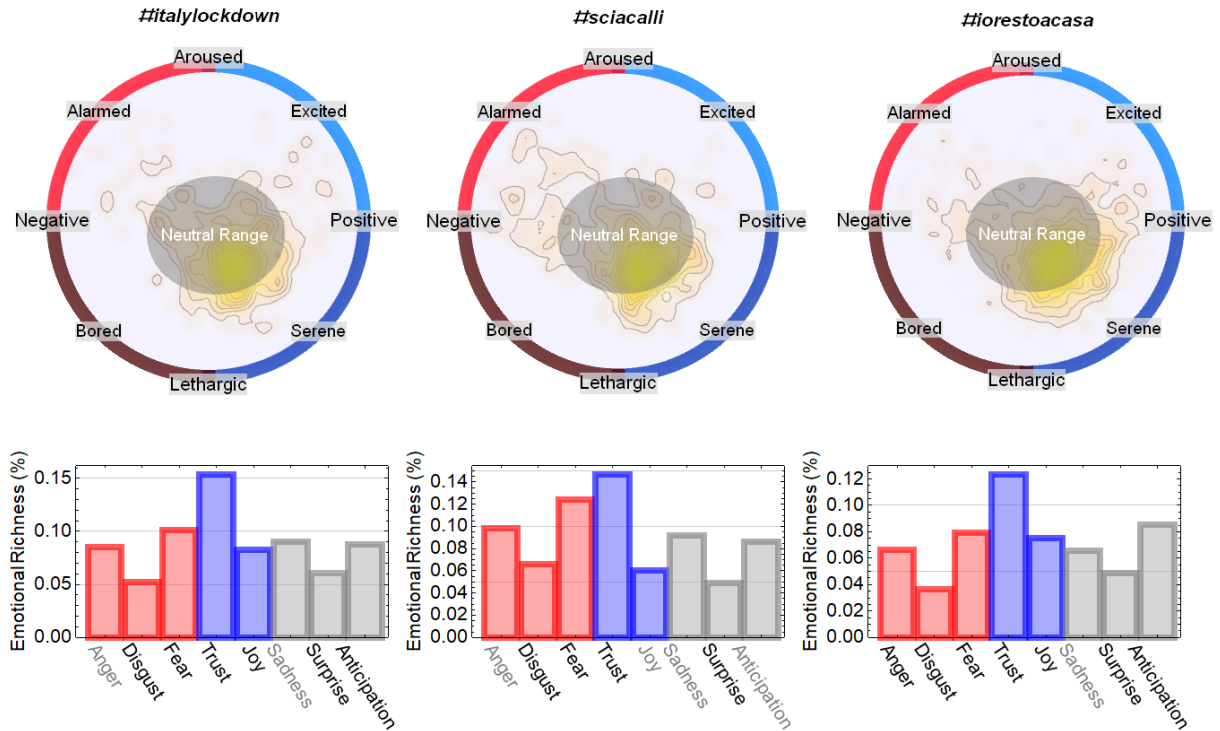 #italylockdown
#sciacalli
#iorestoacasa
Aroused
Alarmed
Excited
Negative
Positive
Neutral Range
Bored
Serene
Lethargic
Aroused
Alarmed
Excited
Negative
Positive
Neutral Range
Bored
Serene
Lethargic
Aroused
Alarmed
Excited
Negative
Positive
Neutral Range
Bored
Serene
Lethargic
Emotional Richness (%)
0.15
0.10
0.05
0.00
Anger
Disgust
Fear
Trust
Joy
Sadness
Surprise
Anticipation
Emotional Richness (%)
0.14
0.12
0.10
0.08
0.06
0.04
0.02
0.00
Anger
Disgust
Fear
Trust
Joy
Sadness
Surprise
Anticipation
Emotional Richness (%)
0.12
0.10
0.08
0.06
0.04
0.02
0.00
Anger
Disgust
Fear
Trust
Joy
Sadness
Surprise
Anticipation